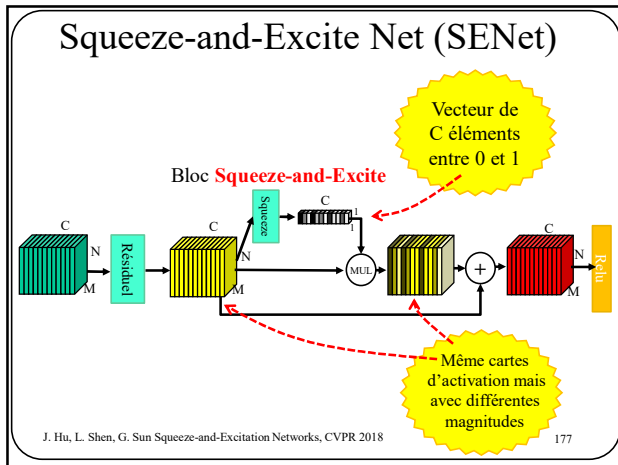 Squeeze-and-Excite Net (SENet)
Vecteur de
C éléments
entre 0 et 1
Bloc Squeeze-and-Excite
Squeeze
C
1
1
C
N
M
Résiduel
C
N
M
MUL
+
C
N
M
Relu
Même cartes
d’activation mais
avec différentes
magnitudes
J. Hu, L. Shen, G. Sun Squeeze-and-Excitation Networks, CVPR 2018
177